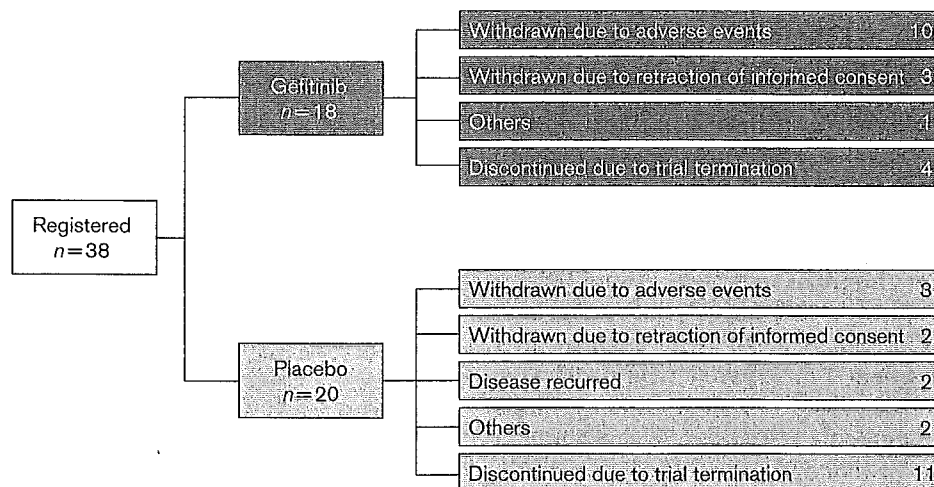 Withdrawn due to adverse events 10
Gefitinib
n=18
Withdrawn due to retraction of informed consent 3
Others 1
Discontinued due to trial termination 4
Registered
n=38
Withdrawn due to adverse events 3
Withdrawn due to retraction of informed consent 2
Placebo
n=20
Disease recurred 2
Others 2
Discontinued due to trial termination 11